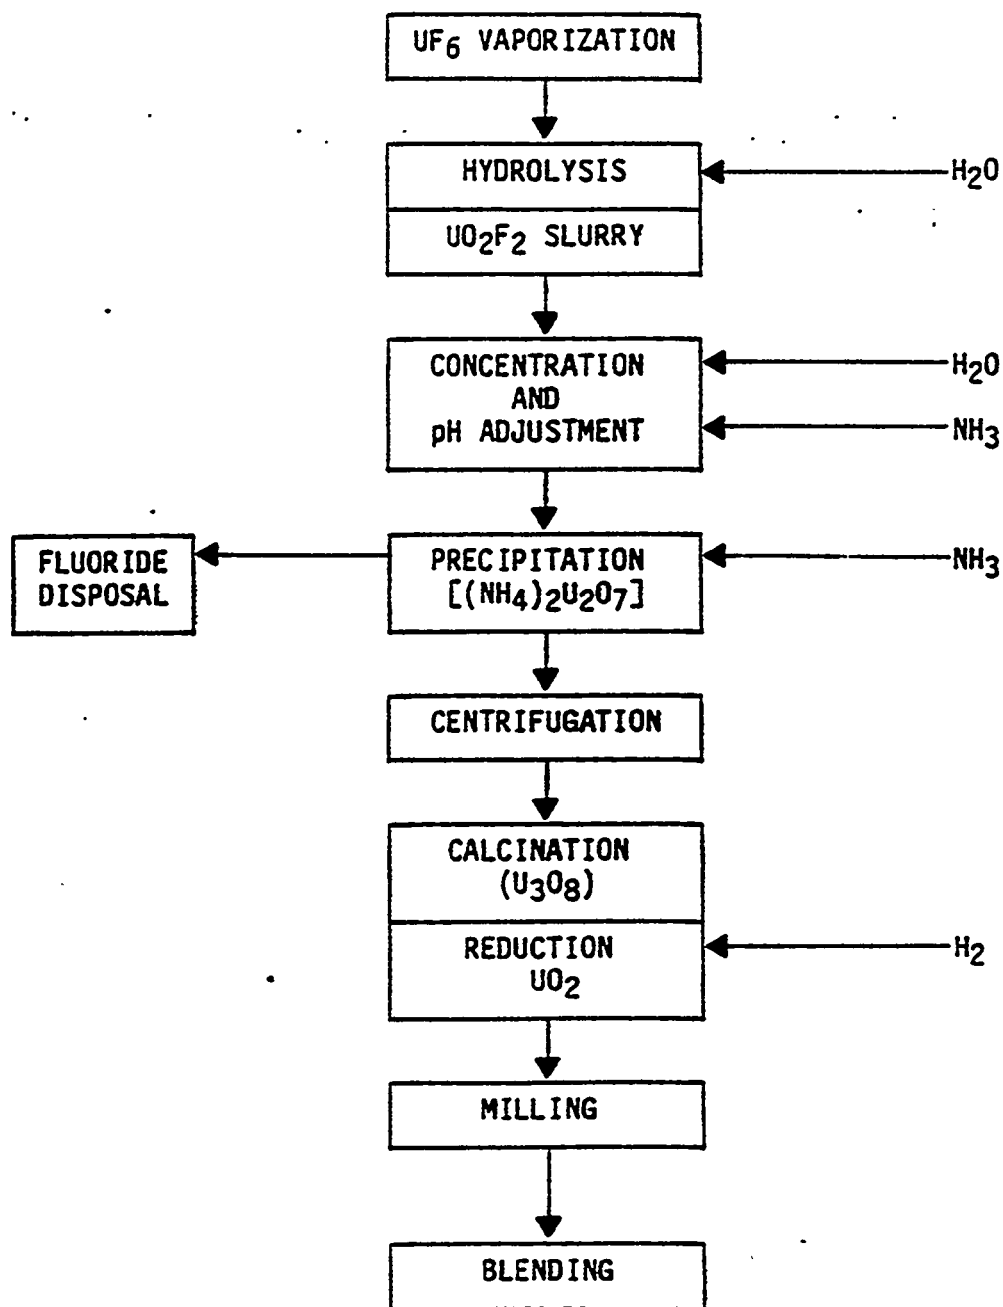 UF6 VAPORIZATION
HYDROLYSIS
H2O
UO2F2 SLURRY
CONCENTRATION
AND
pH ADJUSTMENT
H2O
NH3
FLUORIDE
DISPOSAL
PRECIPITATION
[(NH4)2U2O7]
NH3
CENTRIFUGATION
CALCINATION
(U3O8)
REDUCTION
UO2
H2
MILLING
BLENDING